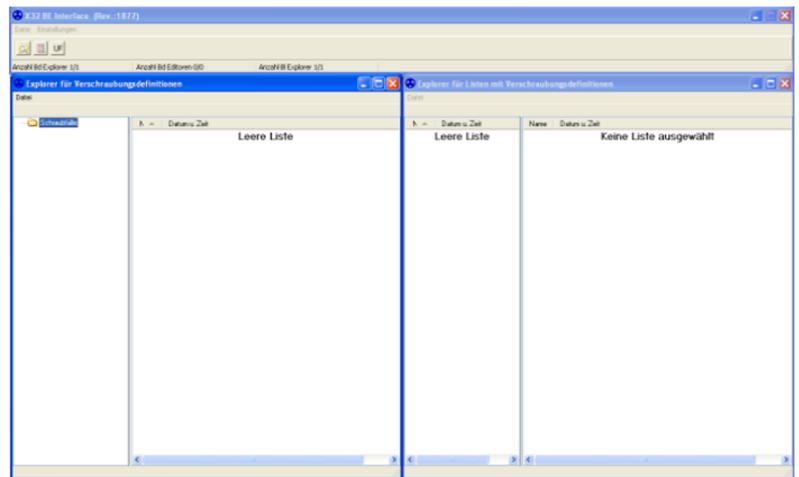 X32 BE Interface (Rev.:1877)
Datei Einstellungen
UF
Anzahl Bd Explorer 1/1 Anzahl Bd Editoren 0/0 Anzahl Bl Explorer 1/1
Explorer für Verschraubungsdefinitionen
Datei
Schraubfälle
N Datum u. Zeit
Leere Liste
Explorer für Listen mit Verschraubungsdefinitionen
Datei
N Datum u. Zeit
Leere Liste
Name Datum u. Zeit
Keine Liste ausgewählt